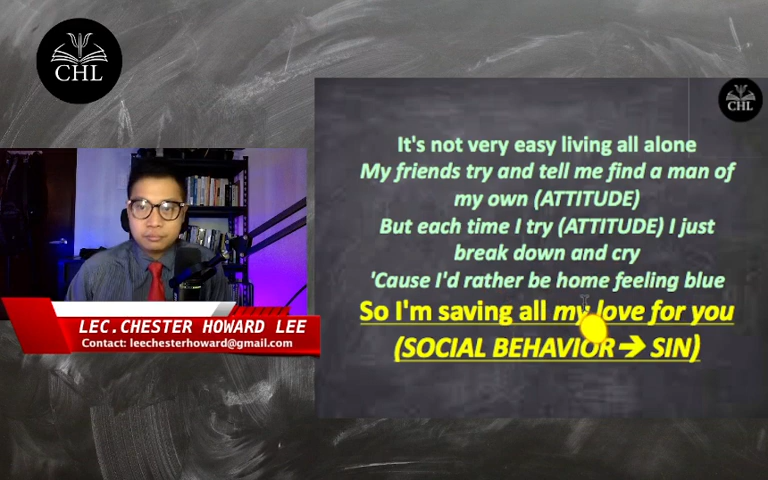 CHL
CHL
It's not very easy living all alone
My friends try and tell me find a man of
my own (ATTITUDE)
But each time I try (ATTITUDE) I just
break down and cry
'Cause I'd rather be home feeling blue
So I'm saving all my love for you
(SOCIAL BEHAVIOR➔ SIN)
LEC.CHESTER HOWARD LEE
Contact: leechesterhoward@gmail.com